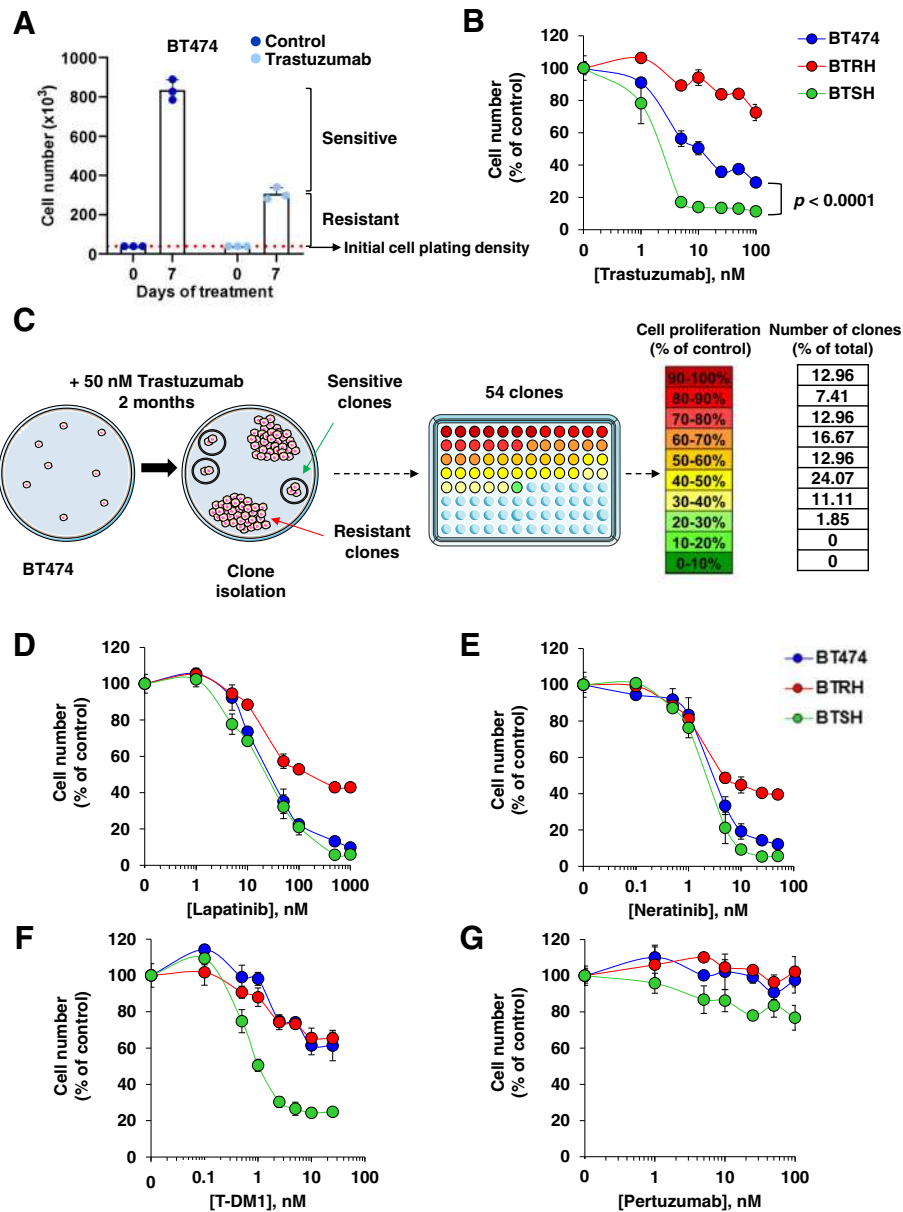 A
BT474
Control
Trastuzumab
Cell number (x10³)
1000
800
600
400
200
0
Sensitive
Resistant
Initial cell plating density
0 7 0 7
Days of treatment
B
Cell number
(% of control)
120
100
80
60
40
20
0
0 1 10 100
[Trastuzumab], nM
BT474
BTRH
BTSH
p < 0.0001
C
+ 50 nM Trastuzumab
2 months
BT474
Sensitive
clones
Resistant
clones
Clone
isolation
54 clones
Cell proliferation
(% of control)
90-100%
80-90%
70-80%
60-70%
50-60%
40-50%
30-40%
20-30%
10-20%
0-10%
Number of clones
(% of total)
12.96
7.41
12.96
16.67
12.96
24.07
11.11
1.85
0
0
D
Cell number
(% of control)
120
100
80
60
40
20
0
0 1 10 100 1000
[Lapatinib], nM
E
Cell number
(% of control)
120
100
80
60
40
20
0
0 0.1 1 10 100
[Neratinib], nM
BT474
BTRH
BTSH
F
Cell number
(% of control)
120
100
80
60
40
20
0
0 0.1 1 10 100
[T-DM1], nM
G
Cell number
(% of control)
120
100
80
60
40
20
0
0 1 10 100
[Pertuzumab], nM